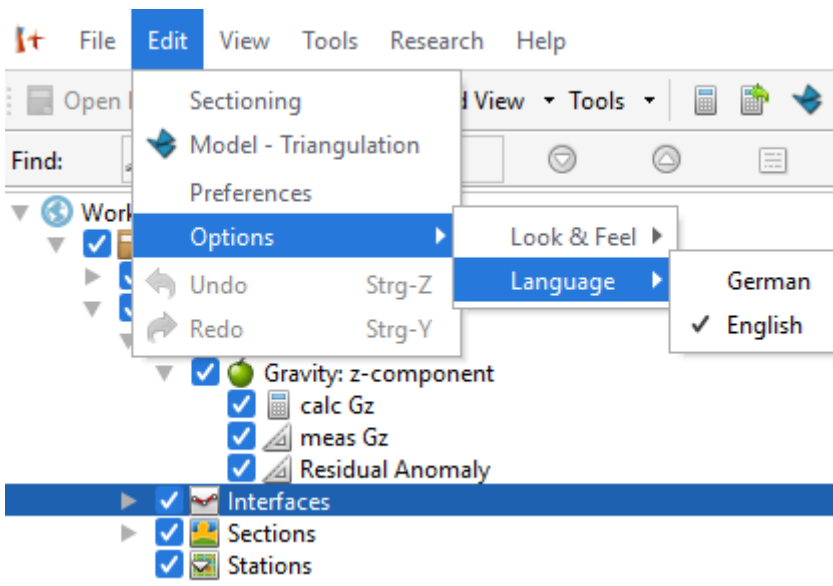 File Edit View Tools Research Help
Open View Tools
Sectioning
Model - Triangulation
Find:
Preferences
Options Look & Feel
Undo Strg-Z Language German
Redo Strg-Y English
Gravity: z-component
calc Gz
meas Gz
Residual Anomaly
Interfaces
Sections
Stations